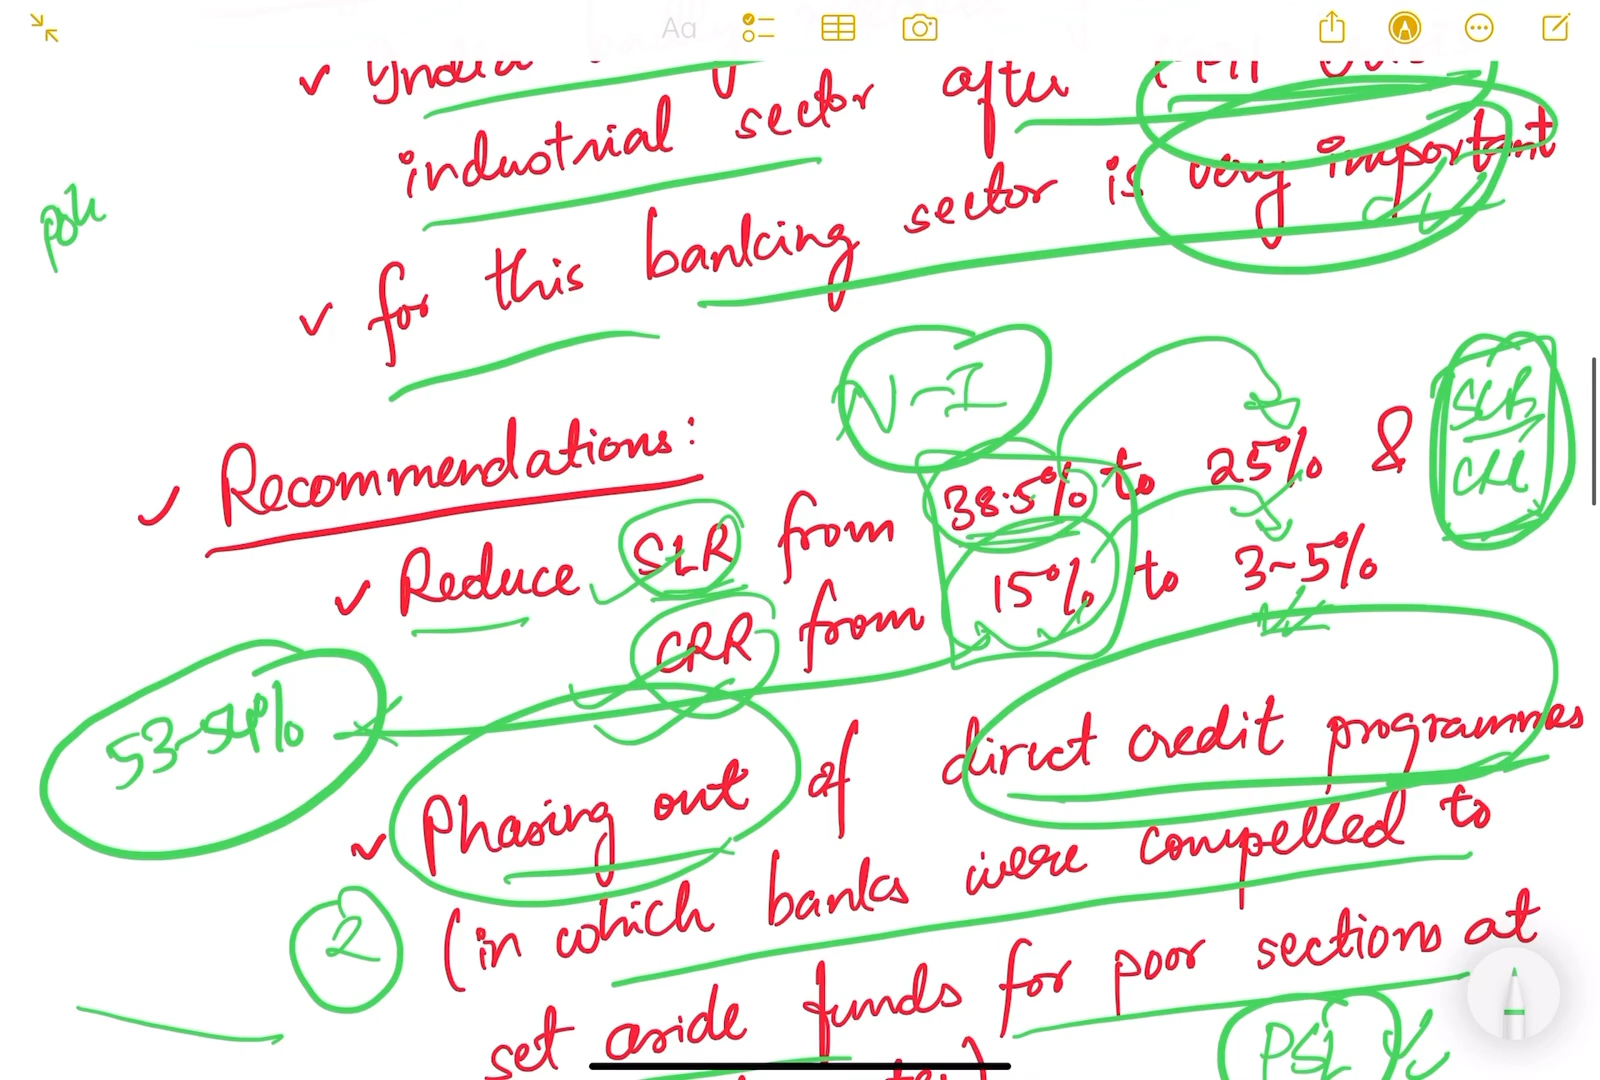 Aa
industrial sector after
✓ for this banking sector is very important
N-I
✓ Recommendations:
✓ Reduce SLR from 38.5% to 25% &
CRR from 15% to 3-5%
53-54%
✓ Phasing out of direct credit programmes
2
(in which banks were compelled to
set aside funds for poor sections at
PSL